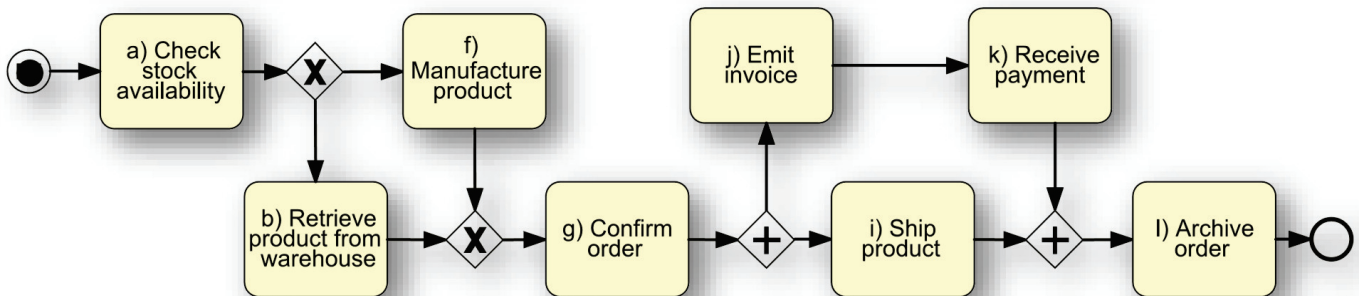 a) Check
stock
availability
X
f)
Manufacture
product
j) Emit
invoice
k) Receive
payment
b) Retrieve
product from
warehouse
X
g) Confirm
order
+
i) Ship
product
+
l) Archive
order